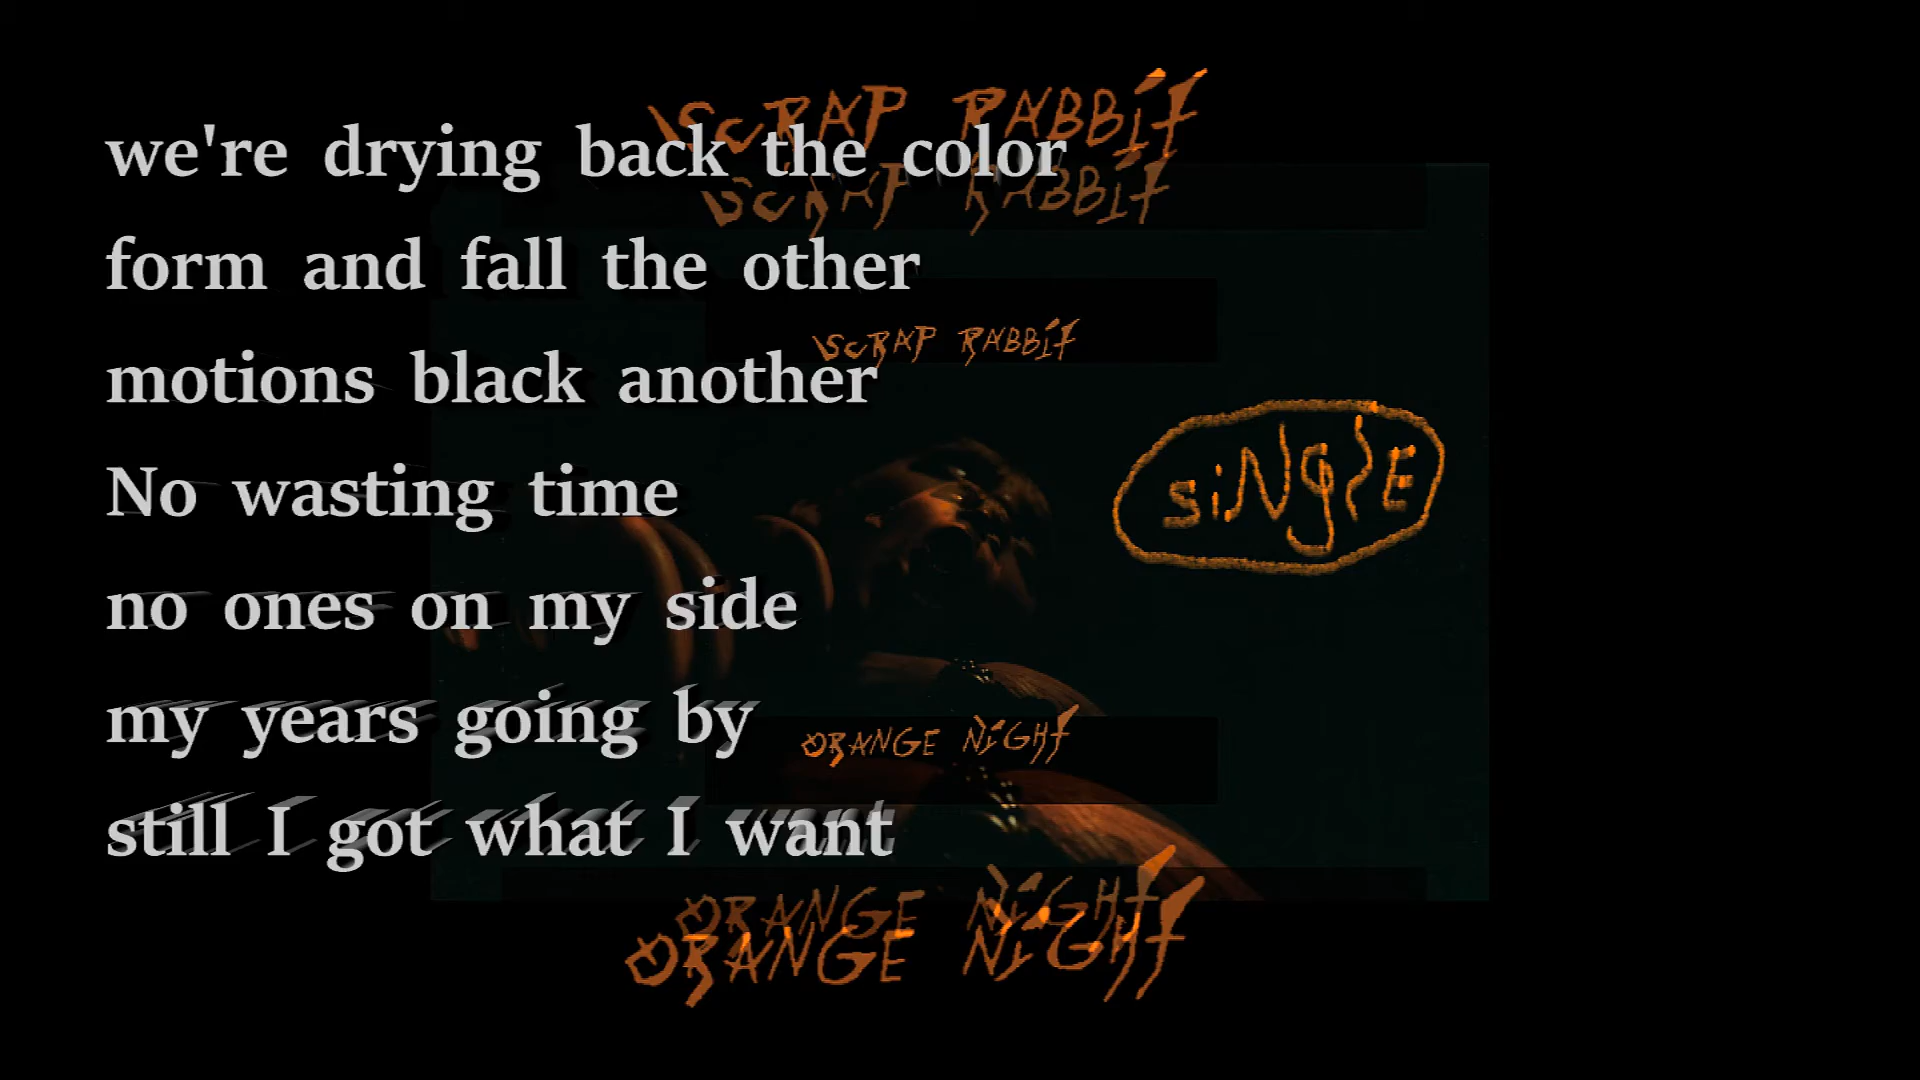 SCRAP RABBiT
we're drying back the color
SCRAP RABBiT
form and fall the other
SCRAP RABBiT
motions black another
SiNglE
No wasting time
no ones on my side
my years going by
ORANGE NiGHT
still I got what I want
ORANGE NiGHT
ORANGE NiGHT